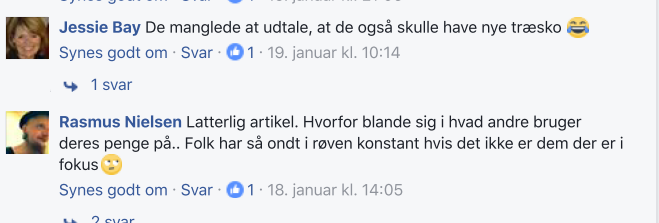 Jessie Bay De manglede at udtale, at de også skulle have nye træsko 😂
Synes godt om · Svar · 1 · 19. januar kl. 10:14
1 svar
Rasmus Nielsen Latterlig artikel. Hvorfor blande sig i hvad andre bruger
deres penge på.. Folk har så ondt i røven konstant hvis det ikke er dem der er i
fokus🙄
Synes godt om · Svar · 1 · 18. januar kl. 14:05
2 svar